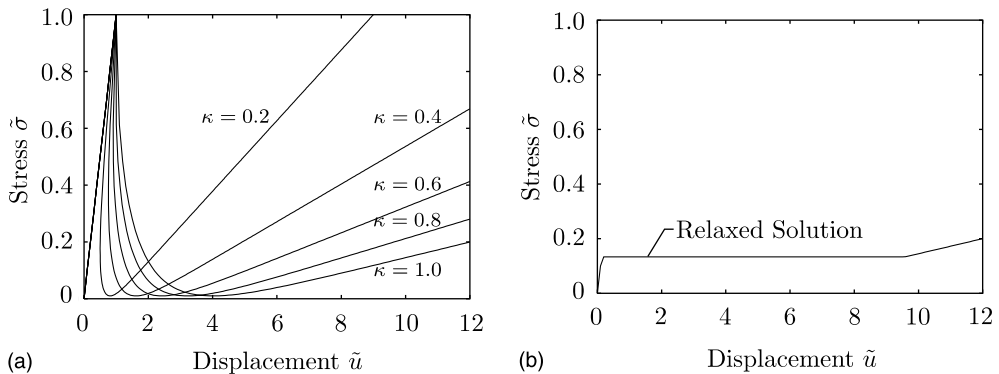 1.0
0.8
0.6
0.4
0.2
0
Stress σ̃
κ = 0.2
κ = 0.4
κ = 0.6
κ = 0.8
κ = 1.0
0 2 4 6 8 10 12
(a) Displacement ũ
1.0
0.8
0.6
0.4
0.2
0
Stress σ̃
Relaxed Solution
0 2 4 6 8 10 12
(b) Displacement ũ